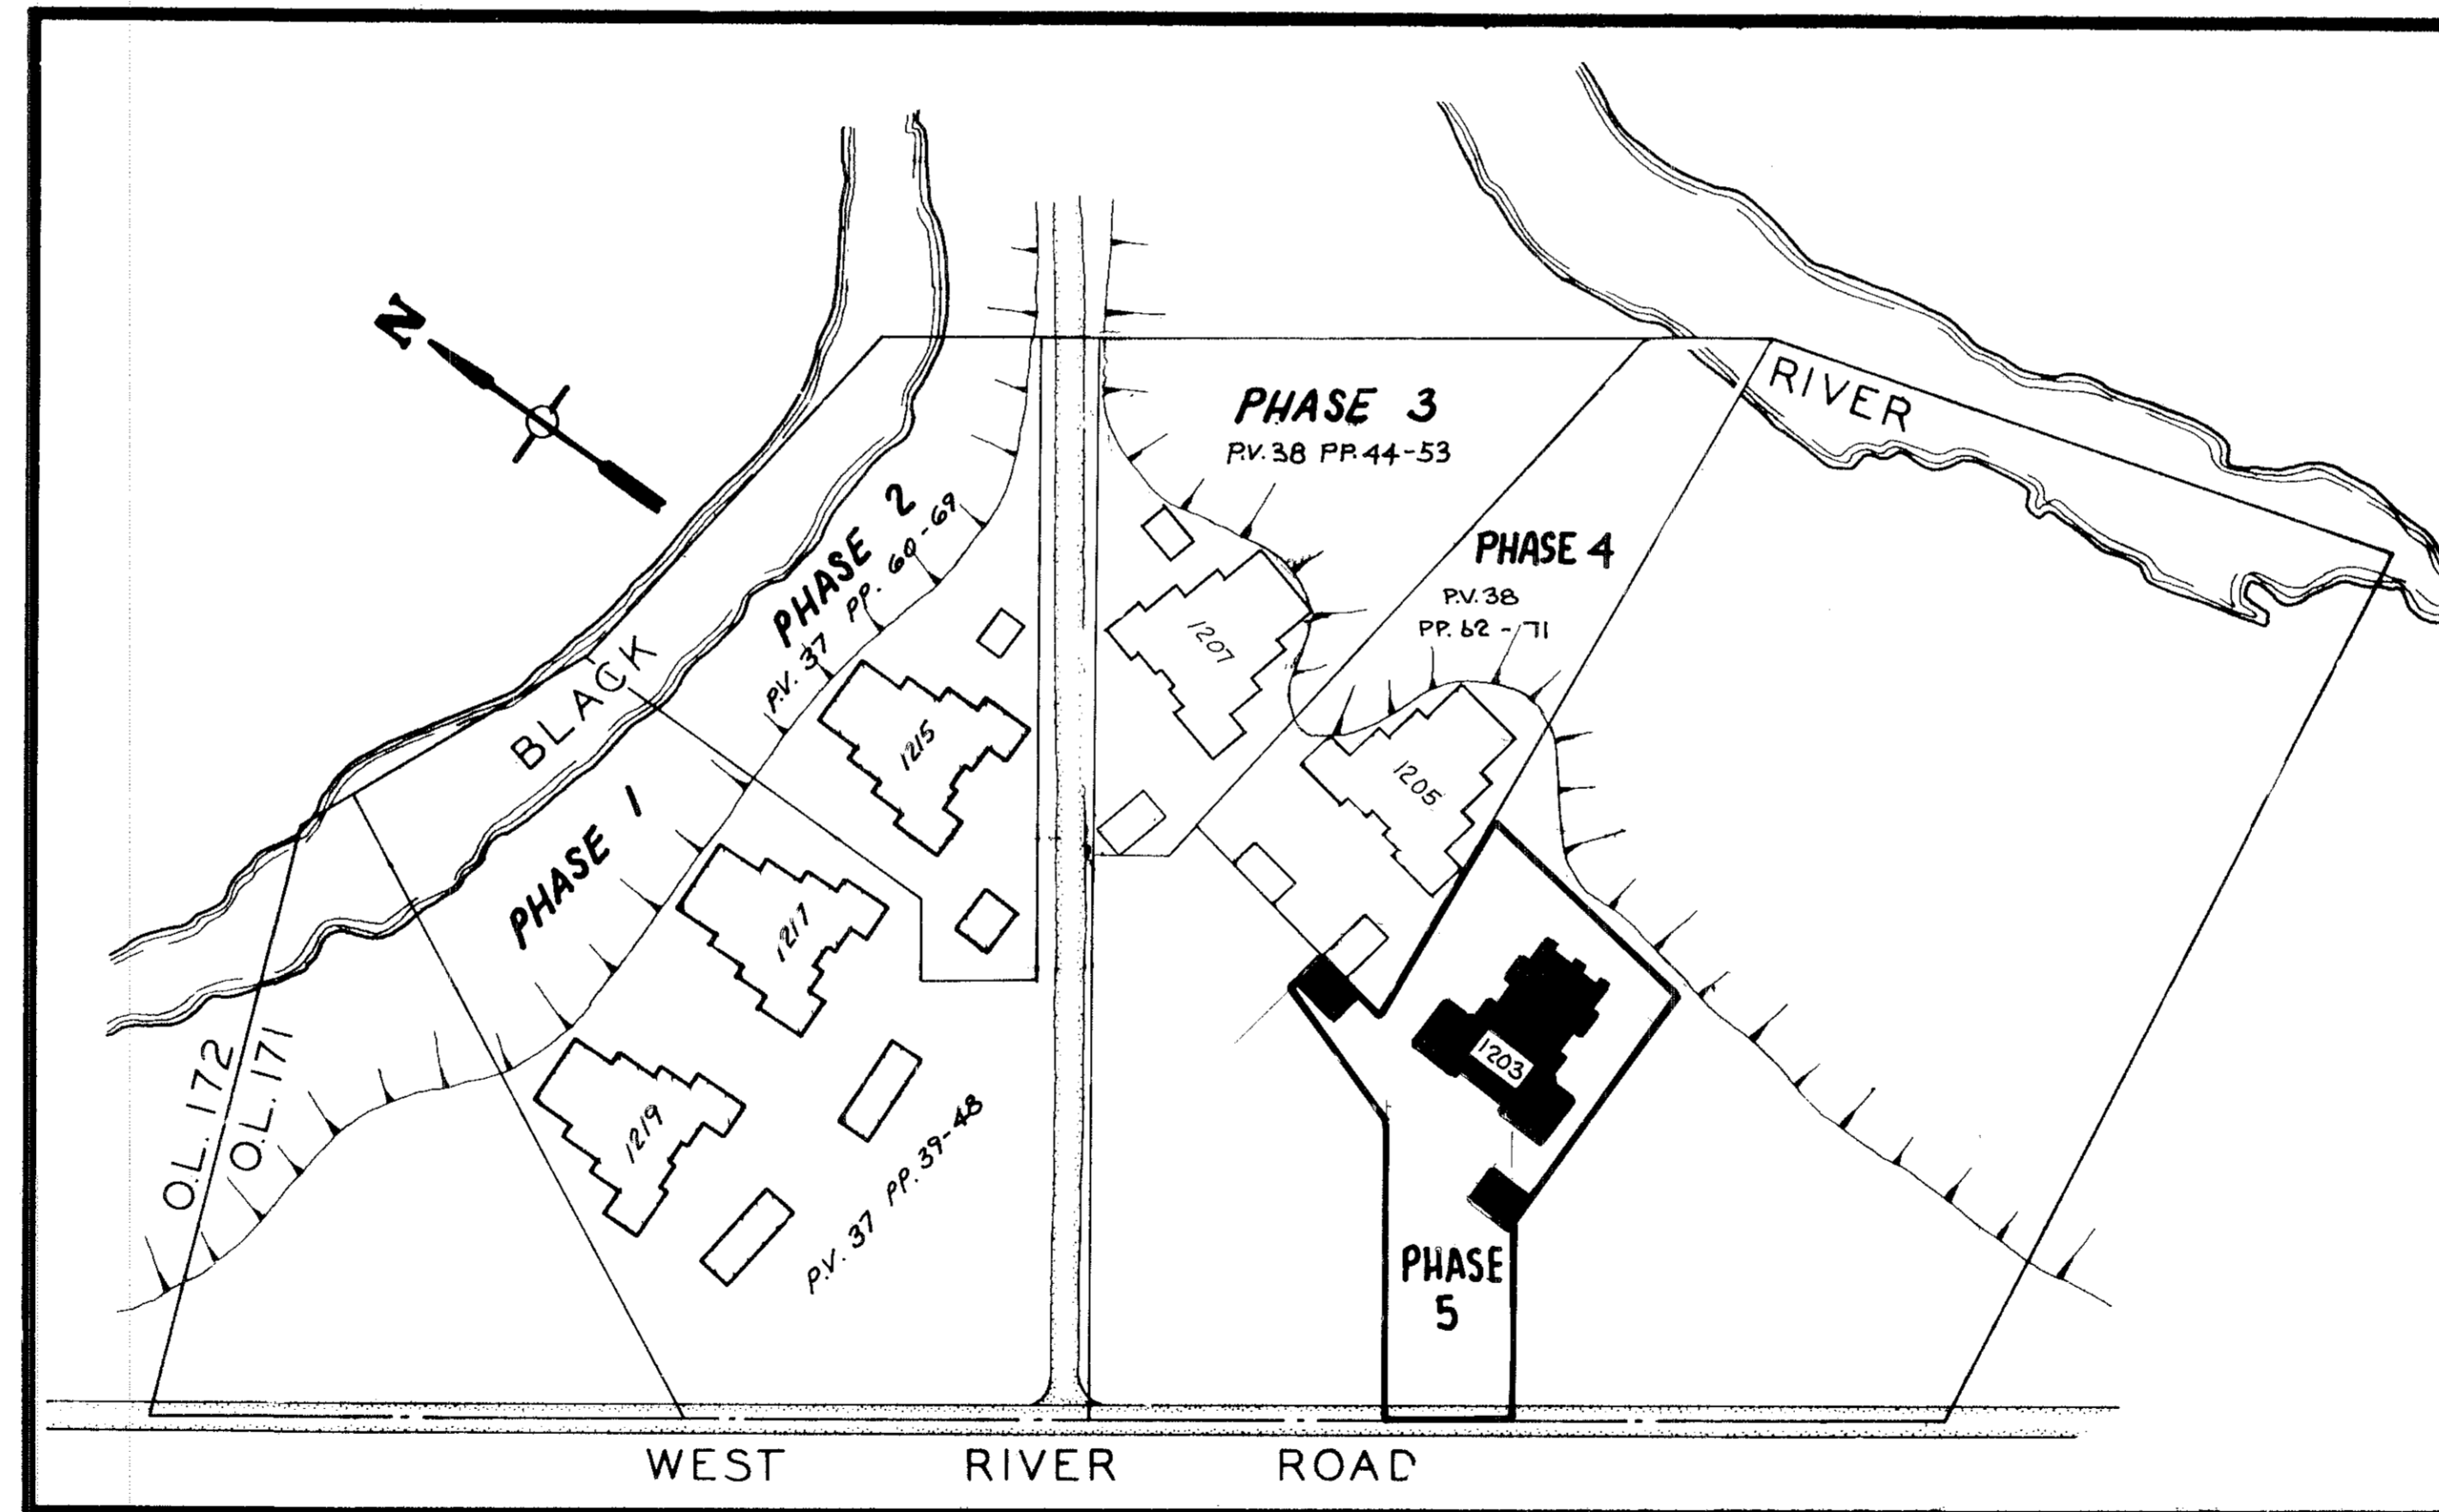 N
PHASE 3
P.V. 38 PP. 44-53
RIVER
PHASE 2
P.V. 37 PP. 60-69
PHASE 4
P.V. 38
PP. 62-71
1207
BLACK
1215
1205
PHASE 1
1217
O.L. 172
O.L. 171
1203
1219
P.V. 37 PP. 39-48
PHASE
5
WEST RIVER ROAD